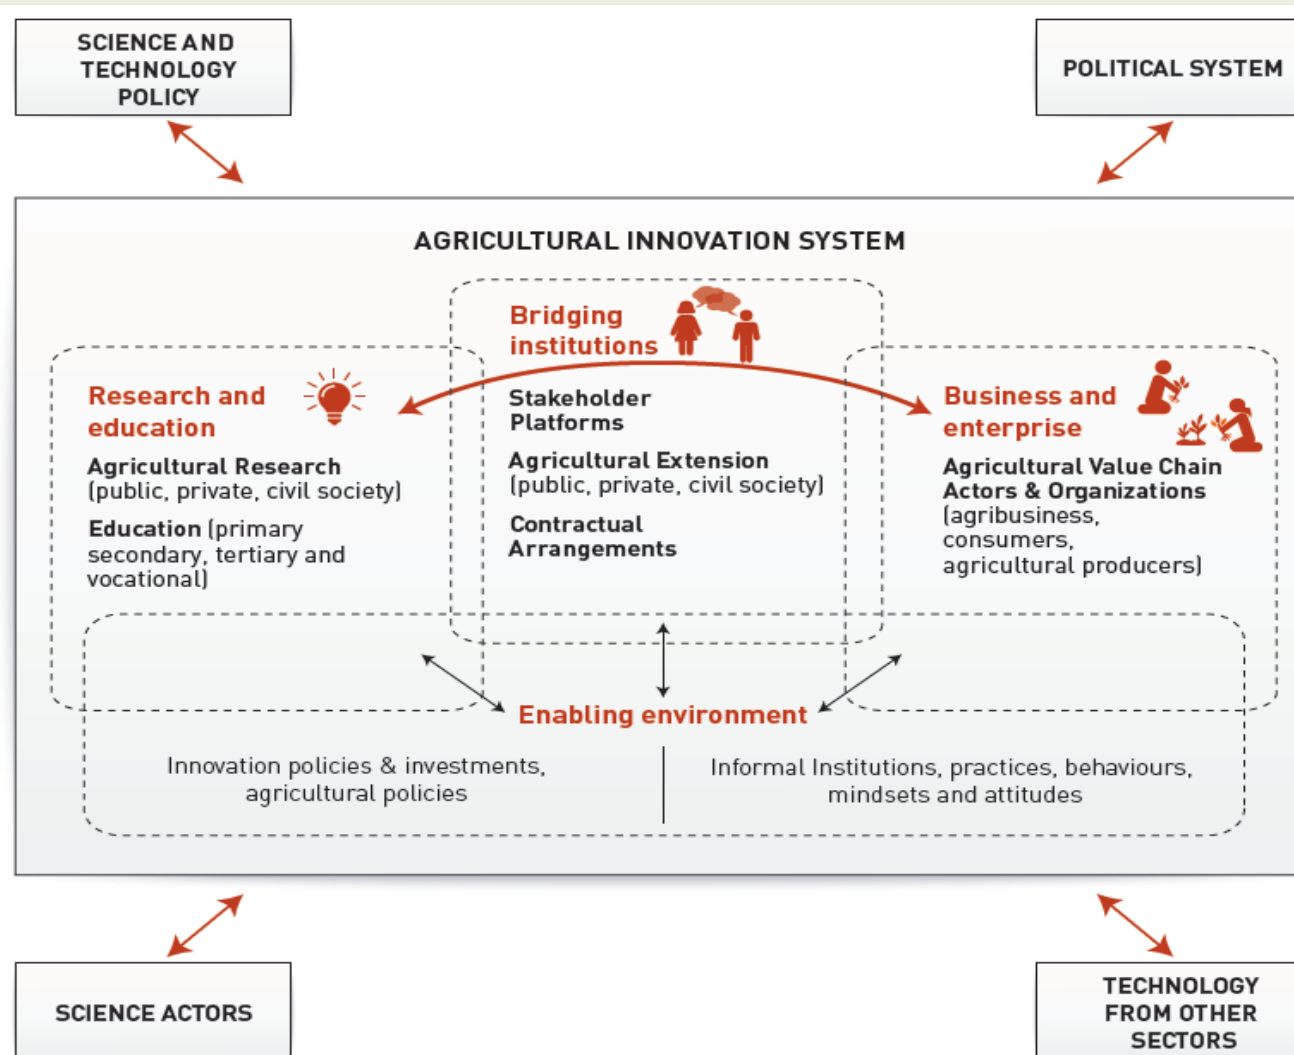 SCIENCE AND
TECHNOLOGY
POLICY
POLITICAL SYSTEM
AGRICULTURAL INNOVATION SYSTEM
Bridging
institutions
Research and
education
Agricultural Research
(public, private, civil society)
Education (primary
secondary, tertiary and
vocational)
Stakeholder
Platforms
Agricultural Extension
(public, private, civil society)
Contractual
Arrangements
Business and
enterprise
Agricultural Value Chain
Actors & Organizations
(agribusiness,
consumers,
agricultural producers)
Enabling environment
Innovation policies & investments,
agricultural policies
Informal Institutions, practices, behaviours,
mindsets and attitudes
SCIENCE ACTORS
TECHNOLOGY
FROM OTHER
SECTORS